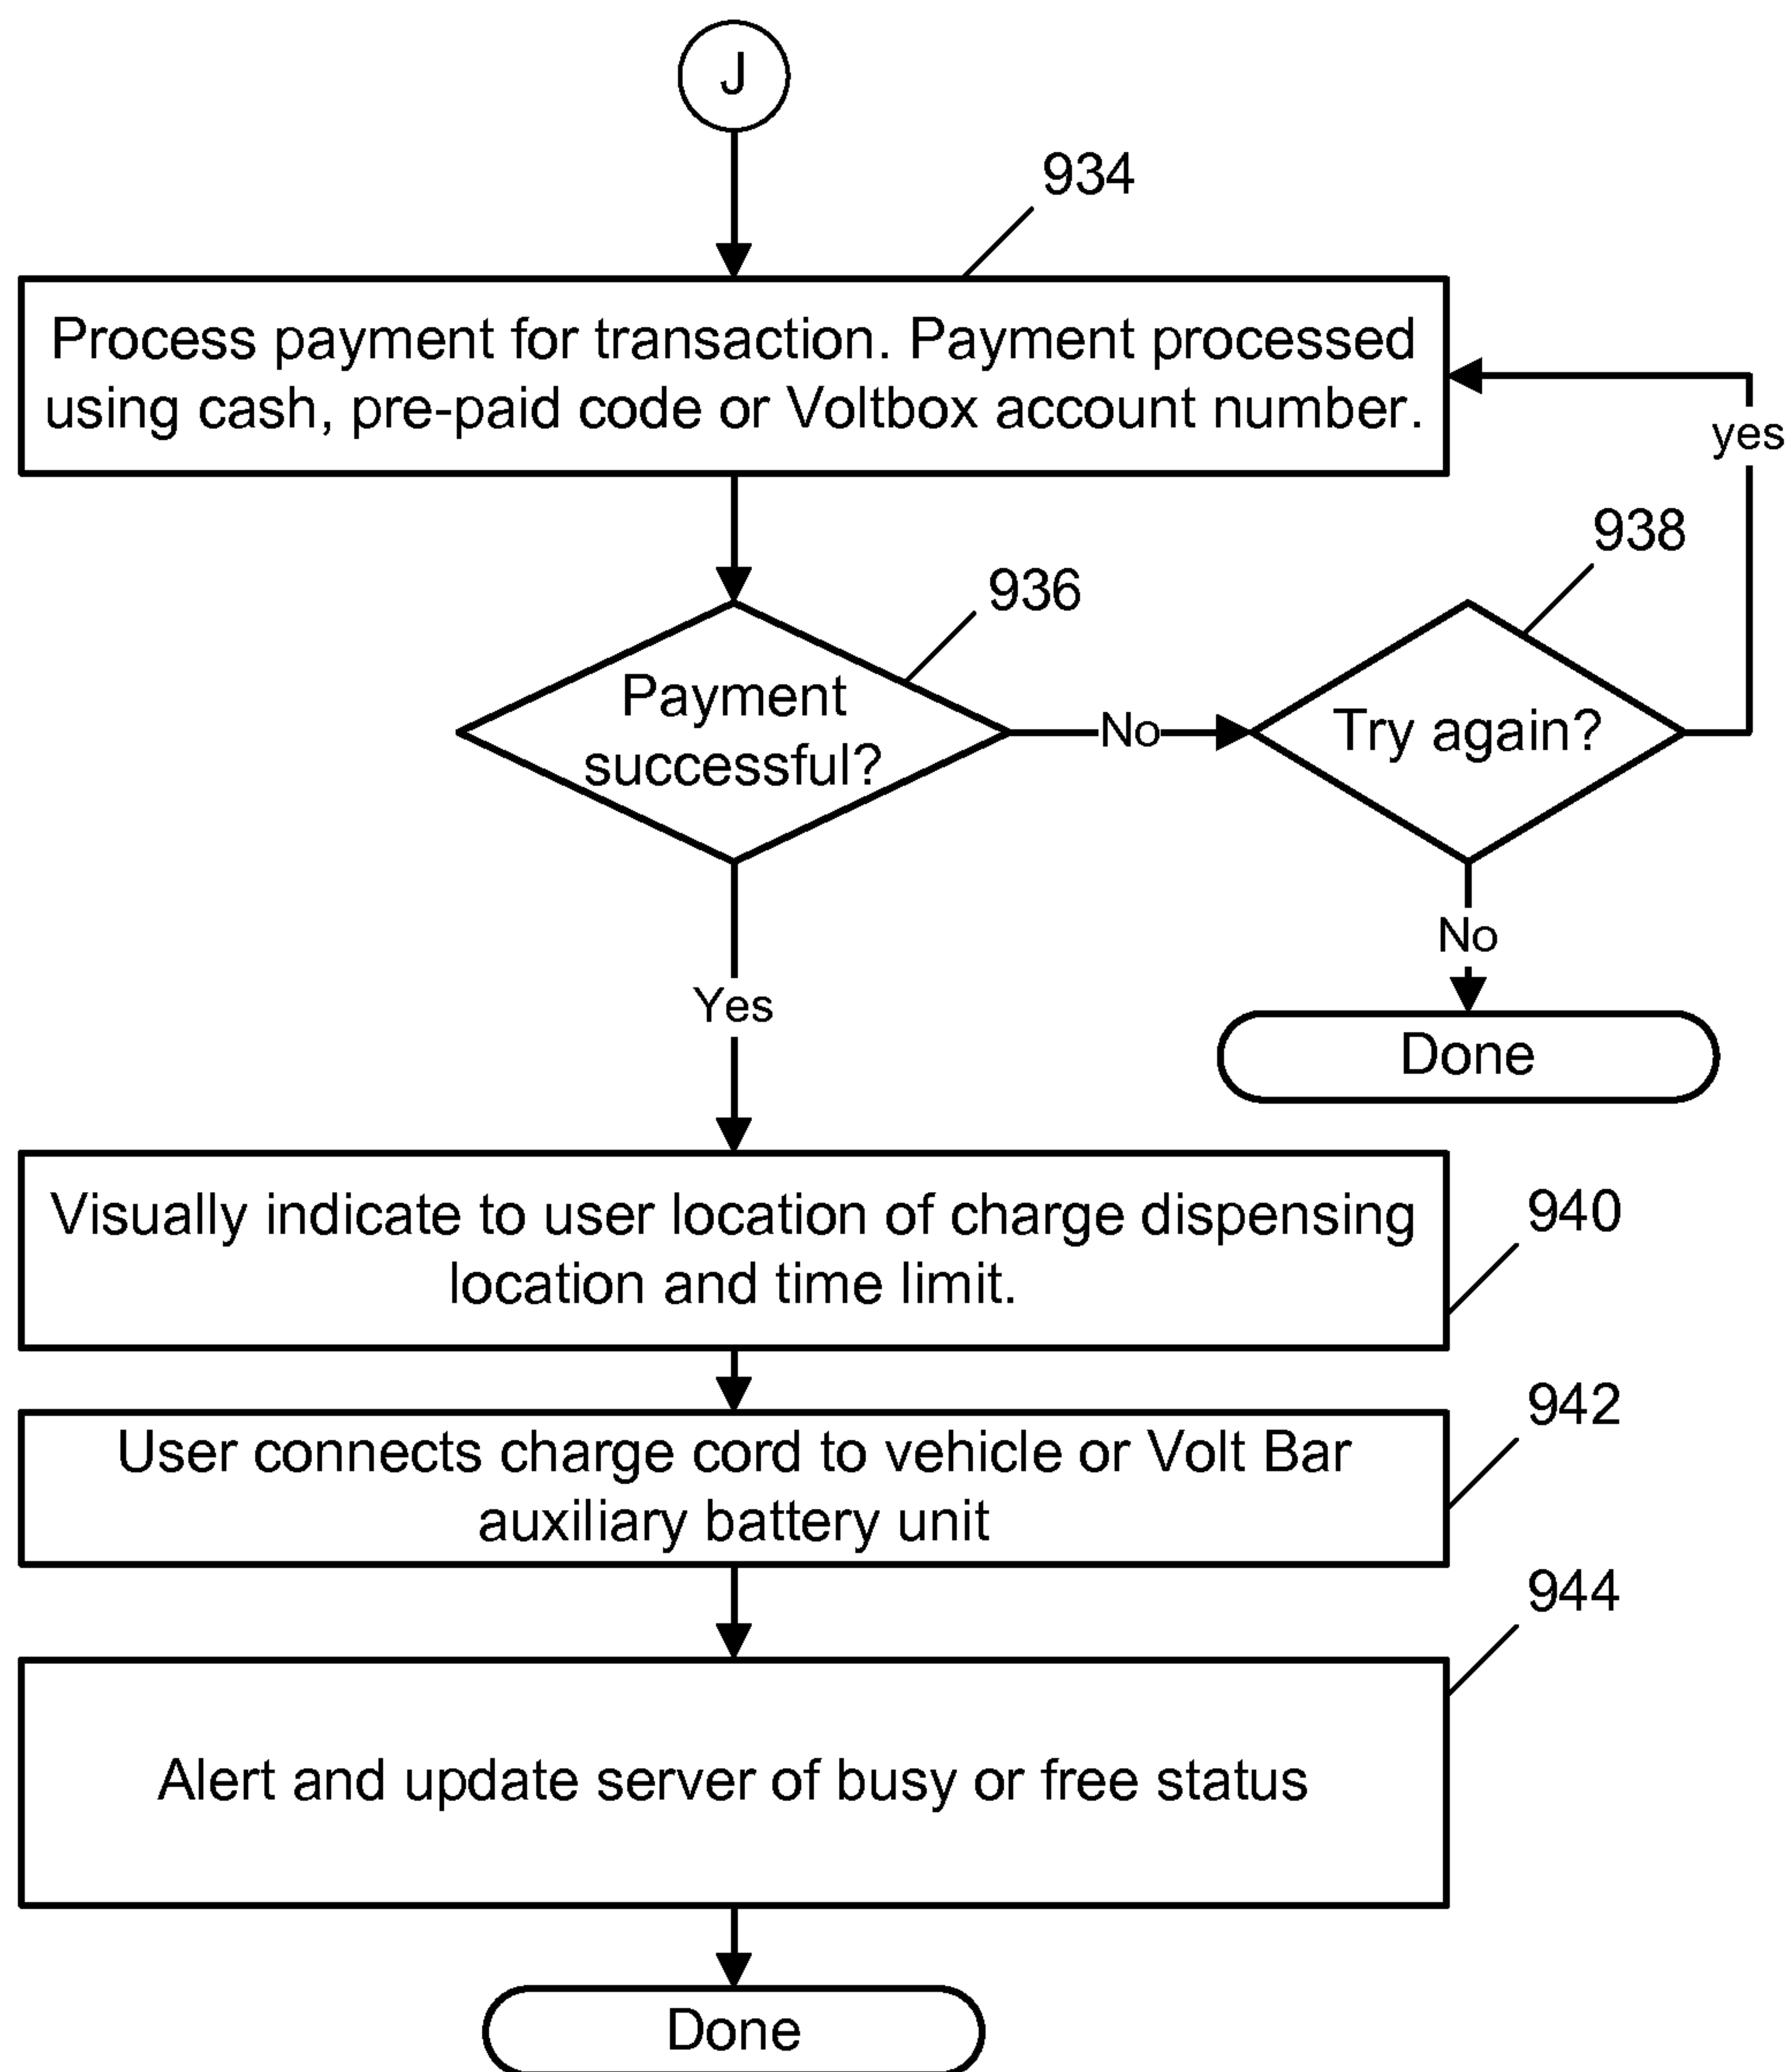 J
934
Process payment for transaction. Payment processed
using cash, pre-paid code or Voltbox account number.
yes
938
936
Payment
successful?
No
Try again?
No
Yes
Done
Visually indicate to user location of charge dispensing
location and time limit.
940
942
User connects charge cord to vehicle or Volt Bar
auxiliary battery unit
944
Alert and update server of busy or free status
Done